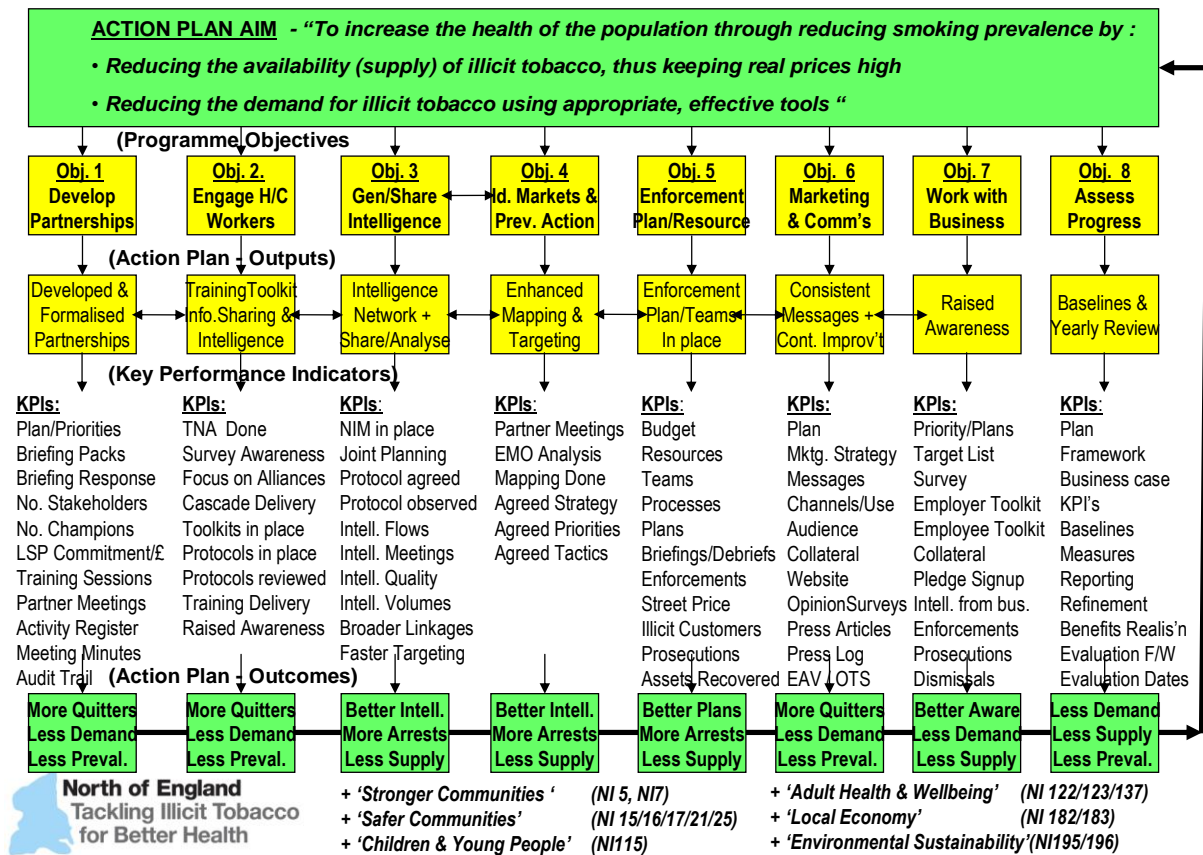 ACTION PLAN AIM - “To increase the health of the population through reducing smoking prevalence by :
• Reducing the availability (supply) of illicit tobacco, thus keeping real prices high
• Reducing the demand for illicit tobacco using appropriate, effective tools “
(Programme Objectives
Obj. 1
Develop
Partnerships
Obj. 2.
Engage H/C
Workers
Obj. 3
Gen/Share
Intelligence
Obj. 4
Id. Markets &
Prev. Action
Obj. 5
Enforcement
Plan/Resource
Obj. 6
Marketing
& Comm’s
Obj. 7
Work with
Business
Obj. 8
Assess
Progress
(Action Plan - Outputs)
Developed &
Formalised
Partnerships
TrainingToolkit
Info.Sharing &
Intelligence
Intelligence
Network +
Share/Analyse
Enhanced
Mapping &
Targeting
Enforcement
Plan/Teams
In place
Consistent
Messages +
Cont. Improv’t
Raised
Awareness
Baselines &
Yearly Review
(Key Performance Indicators)
KPIs:
Plan/Priorities
Briefing Packs
Briefing Response
No. Stakeholders
No. Champions
LSP Commitment/£
Training Sessions
Partner Meetings
Activity Register
Meeting Minutes
Audit Trail
KPIs:
TNA Done
Survey Awareness
Focus on Alliances
Cascade Delivery
Toolkits in place
Protocols in place
Protocols reviewed
Training Delivery
Raised Awareness
KPIs:
NIM in place
Joint Planning
Protocol agreed
Protocol observed
Intell. Flows
Intell. Meetings
Intell. Quality
Intell. Volumes
Broader Linkages
Faster Targeting
KPIs:
Partner Meetings
EMO Analysis
Mapping Done
Agreed Strategy
Agreed Priorities
Agreed Tactics
KPIs:
Budget
Resources
Teams
Processes
Plans
Briefings/Debriefs
Enforcements
Street Price
Illicit Customers
Prosecutions
Assets Recovered
KPIs:
Plan
Mktg. Strategy
Messages
Channels/Use
Audience
Collateral
Website
OpinionSurveys
Press Articles
Press Log
EAV LOTS
KPIs:
Priority/Plans
Target List
Survey
Employer Toolkit
Employee Toolkit
Collateral
Pledge Signup
Intell. from bus.
Enforcements
Prosecutions
Dismissals
KPIs:
Plan
Framework
Business case
KPI’s
Baselines
Measures
Reporting
Refinement
Benefits Realis’n
Evaluation F/W
Evaluation Dates
(Action Plan - Outcomes)
More Quitters
Less Demand
Less Preval.
More Quitters
Less Demand
Less Preval.
Better Intell.
More Arrests
Less Supply
Better Intell.
More Arrests
Less Supply
Better Plans
More Arrests
Less Supply
More Quitters
Less Demand
Less Preval.
Better Aware
Less Demand
Less Supply
Less Demand
Less Supply
Less Preval.
North of England
Tackling Illicit Tobacco
for Better Health
+ ‘Stronger Communities ‘ (NI 5, NI7)
+ ‘Safer Communities’ (NI 15/16/17/21/25)
+ ‘Children & Young People’ (NI115)
+ ‘Adult Health & Wellbeing’ (NI 122/123/137)
+ ‘Local Economy’ (NI 182/183)
+ ‘Environmental Sustainability’(NI195/196)